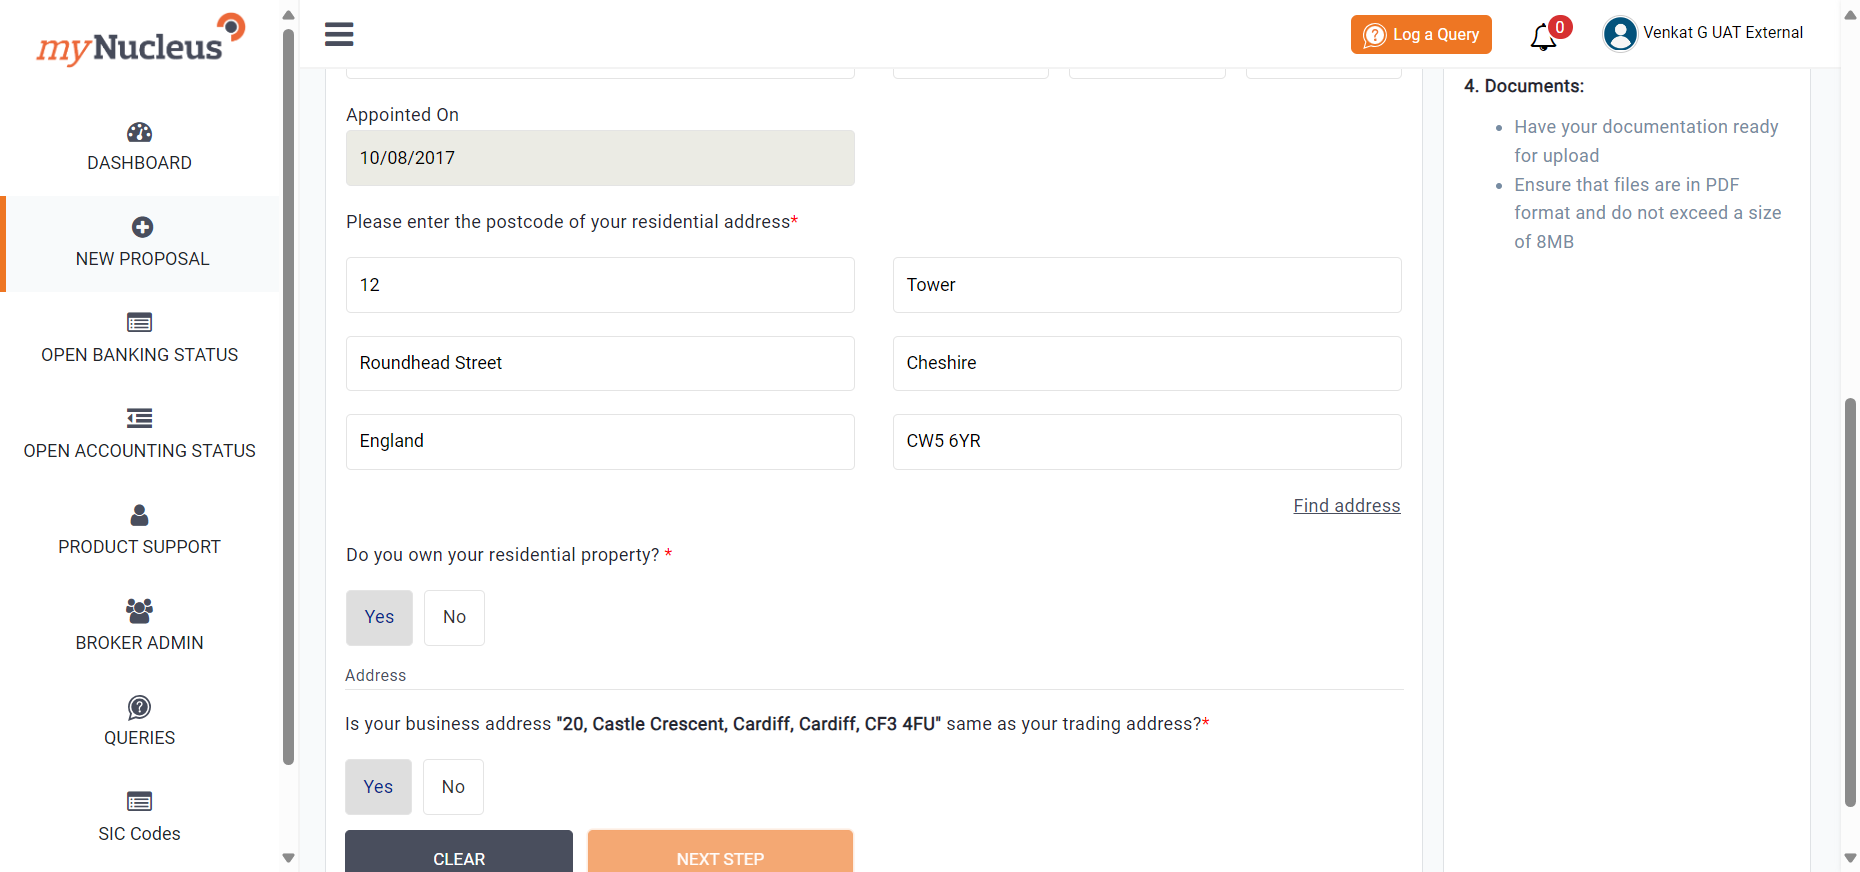 myNucleus
Log a Query
0
Venkat G UAT External
DASHBOARD
NEW PROPOSAL
OPEN BANKING STATUS
OPEN ACCOUNTING STATUS
PRODUCT SUPPORT
BROKER ADMIN
QUERIES
SIC Codes
Appointed On
10/08/2017
Please enter the postcode of your residential address*
12
Tower
Roundhead Street
Cheshire
England
CW5 6YR
Find address
Do you own your residential property? *
Yes
No
Address
Is your business address "20, Castle Crescent, Cardiff, Cardiff, CF3 4FU" same as your trading address?*
Yes
No
CLEAR
NEXT STEP
4. Documents:
Have your documentation ready
for upload
Ensure that files are in PDF
format and do not exceed a size
of 8MB